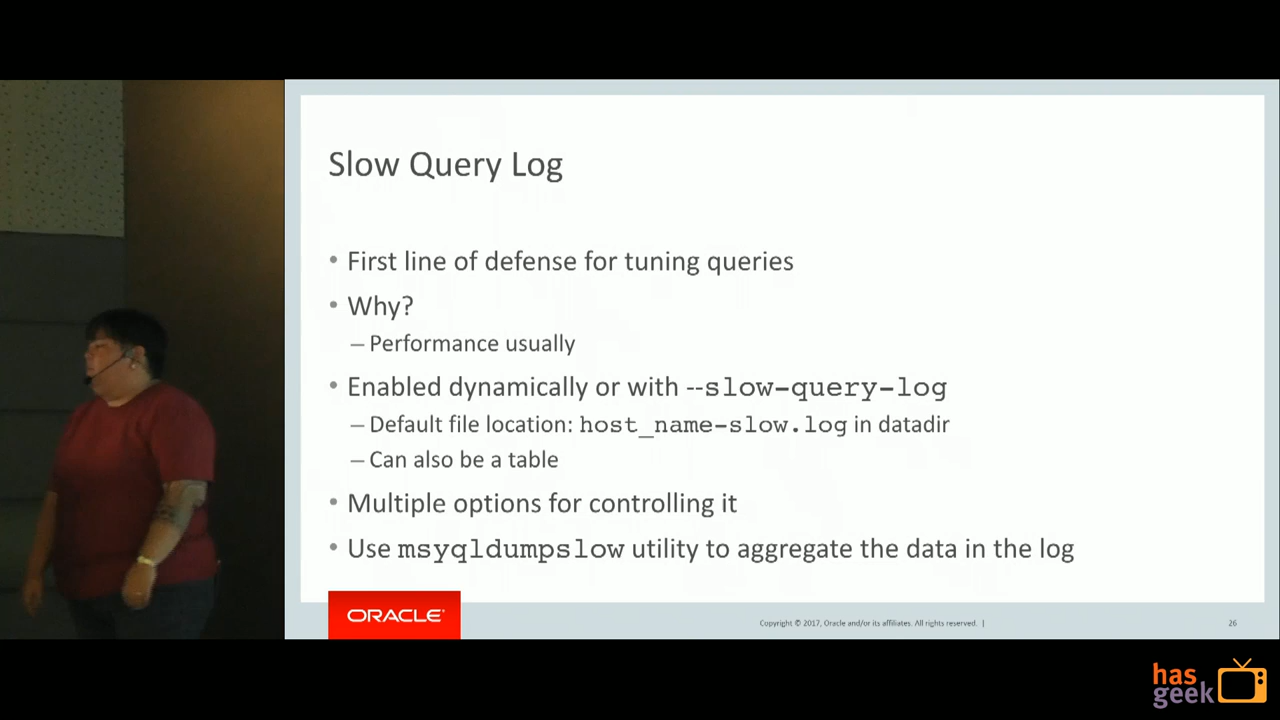 Slow Query Log
• First line of defense for tuning queries
• Why?
– Performance usually
• Enabled dynamically or with --slow-query-log
– Default file location: host_name-slow.log in datadir
– Can also be a table
• Multiple options for controlling it
• Use msyqldumpslow utility to aggregate the data in the log
ORACLE
Copyright © 2017, Oracle and/or its affiliates. All rights reserved. |
26
has
geek